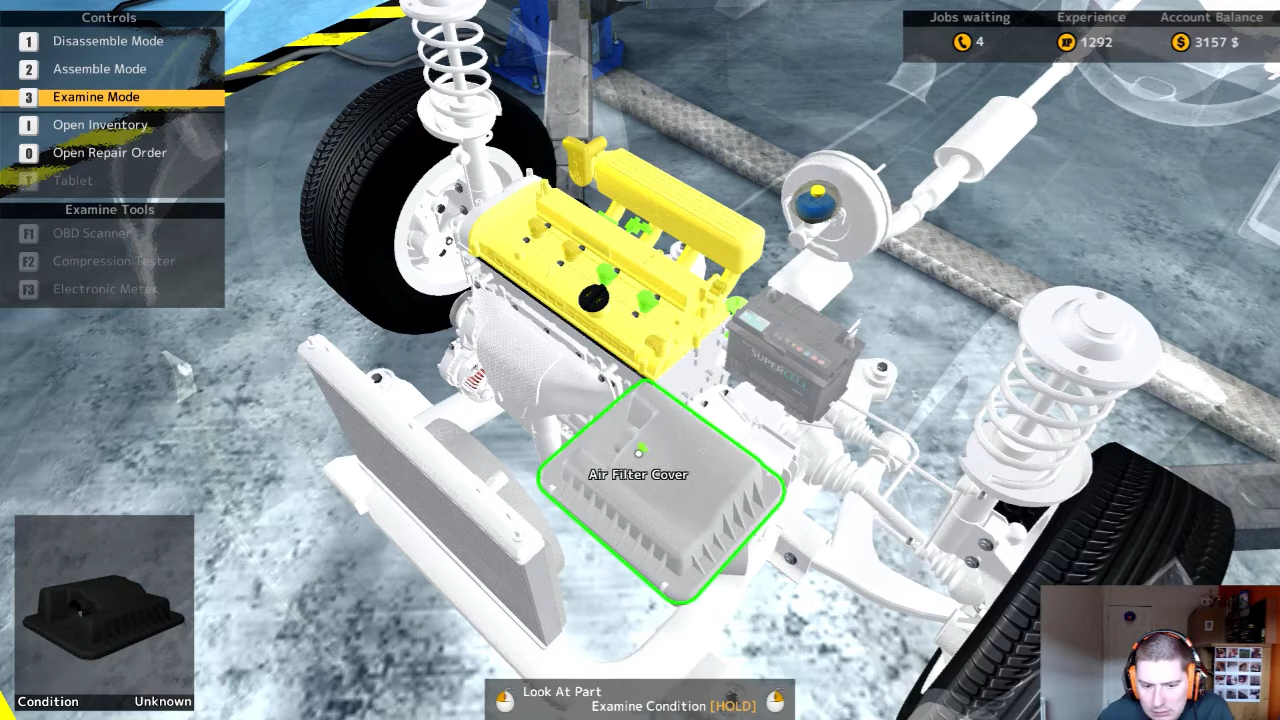 Controls
1 Disassemble Mode
2 Assemble Mode
3 Examine Mode
I Open Inventory
O Open Repair Order
T Tablet
Examine Tools
F1 OBD Scanner
F2 Compression Tester
F3 Electronic Meter
Jobs waiting Experience Account Balance
4 XP 1292 $ 3157 $
SUPERCELL
Air Filter Cover
Condition Unknown
Look At Part
Examine Condition [HOLD]